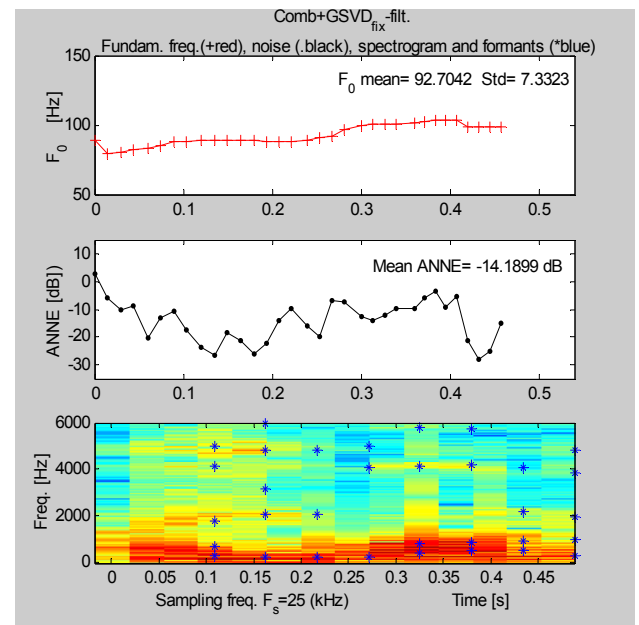 Comb+GSVD_fix-filt.
Fundam. freq.(+red), noise (.black), spectrogram and formants (*blue)
150
100
50
F_0 [Hz]
F_0 mean= 92.7042 Std= 7.3323
0 0.1 0.2 0.3 0.4 0.5
10
0
-10
-20
-30
ANNE [dB])
Mean ANNE= -14.1899 dB
0 0.1 0.2 0.3 0.4 0.5
6000
4000
2000
0
Freq. [Hz]
0 0.05 0.1 0.15 0.2 0.25 0.3 0.35 0.4 0.45
Sampling freq. F_s=25 (kHz) Time [s]